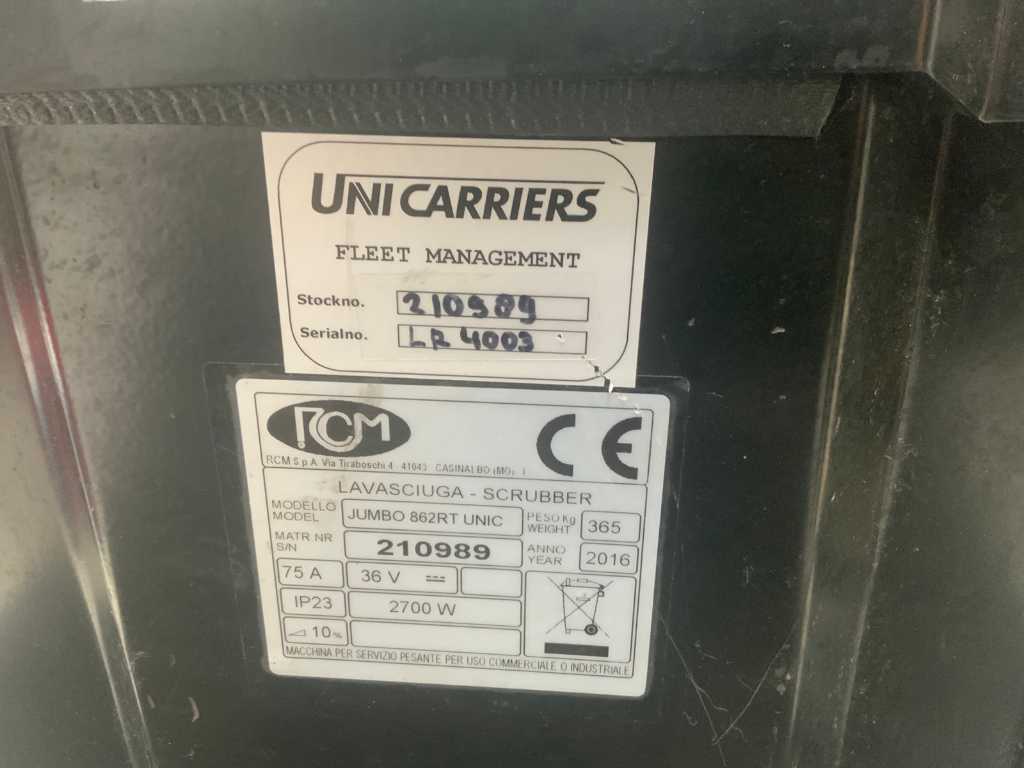 UNICARRIERS
FLEET MANAGEMENT
Stockno. 210989
Serialno. LR 4003
RCM CE
RCM S.p.A. Via Tiraboschi 4 - 41043 CASINALBO (MO) - I
LAVASCIUGA - SCRUBBER
MODELLO MODEL JUMBO 862RT UNIC PESO Kg WEIGHT 365
MATR NR S/N 210989 ANNO YEAR 2016
75 A 36 V
IP23 2700 W
10%
MACCHINA PER SERVIZIO PESANTE PER USO COMMERCIALE O INDUSTRIALE